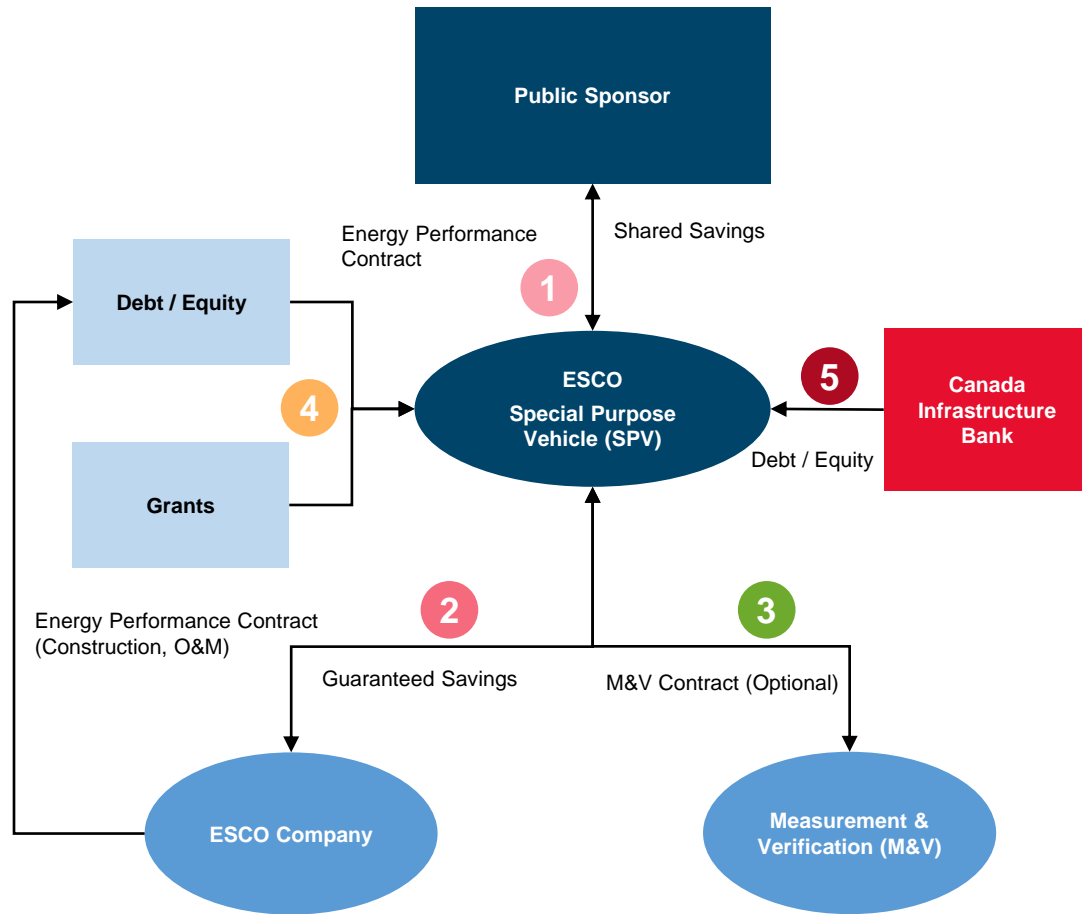 Public Sponsor
Energy Performance
Contract
Shared Savings
1
Debt / Equity
4
Grants
ESCO
Special Purpose
Vehicle (SPV)
5
Debt / Equity
Canada
Infrastructure
Bank
Energy Performance Contract
(Construction, O&M)
2
Guaranteed Savings
3
M&V Contract (Optional)
ESCO Company
Measurement &
Verification (M&V)